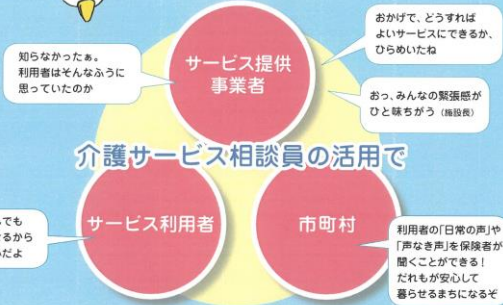 おかげで、どうすれば
よいサービスにできるか、
ひらめいたね
知らなかったぁ。
利用者はそんなふうに
思っていたのか
サービス提供
事業者
おっ、みんなの緊張感が
ひと味ちがう（施設長）
介護サービス相談員の活用で
でも
るから
だよ
サービス利用者
市町村
利用者の「日常の声」や
「声なき声」を保険者が
聞くことができる！
だれもが安心して
暮らせるまちになるぞ